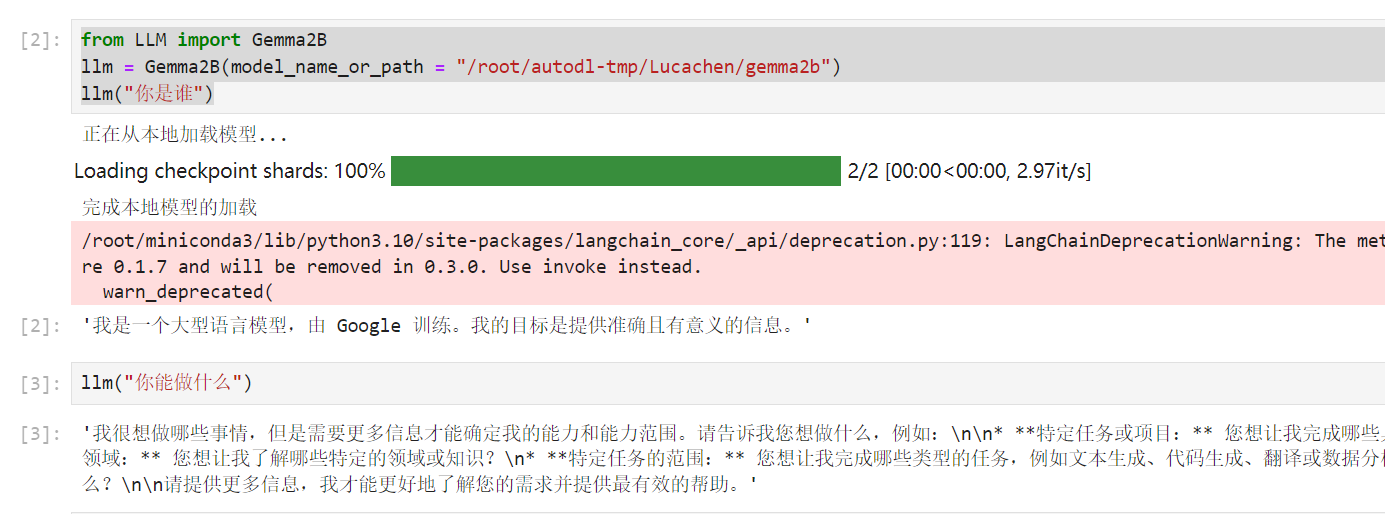 [2]: from LLM import Gemma2B
llm = Gemma2B(model_name_or_path = "/root/autodl-tmp/Lucachen/gemma2b")
llm("你是谁")
正在从本地加载模型...
Loading checkpoint shards: 100% 2/2 [00:00<00:00, 2.97it/s]
完成本地模型的加载
/root/miniconda3/lib/python3.10/site-packages/langchain_core/_api/deprecation.py:119: LangChainDeprecationWarning: The met
re 0.1.7 and will be removed in 0.3.0. Use invoke instead.
warn_deprecated(
[2]: '我是一个大型语言模型，由 Google 训练。我的目标是提供准确且有意义的信息。'
[3]: llm("你能做什么")
[3]: '我很想做哪些事情，但是需要更多信息才能确定我的能力和能力范围。请告诉我您想做什么，例如：\n\n* **特定任务或项目：** 您想让我完成哪些
领域：** 您想让我了解哪些特定的领域或知识？\n* **特定任务的范围：** 您想让我完成哪些类型的任务，例如文本生成、代码生成、翻译或数据分
么？\n\n请提供更多信息，我才能更好地了解您的需求并提供最有效的帮助。'